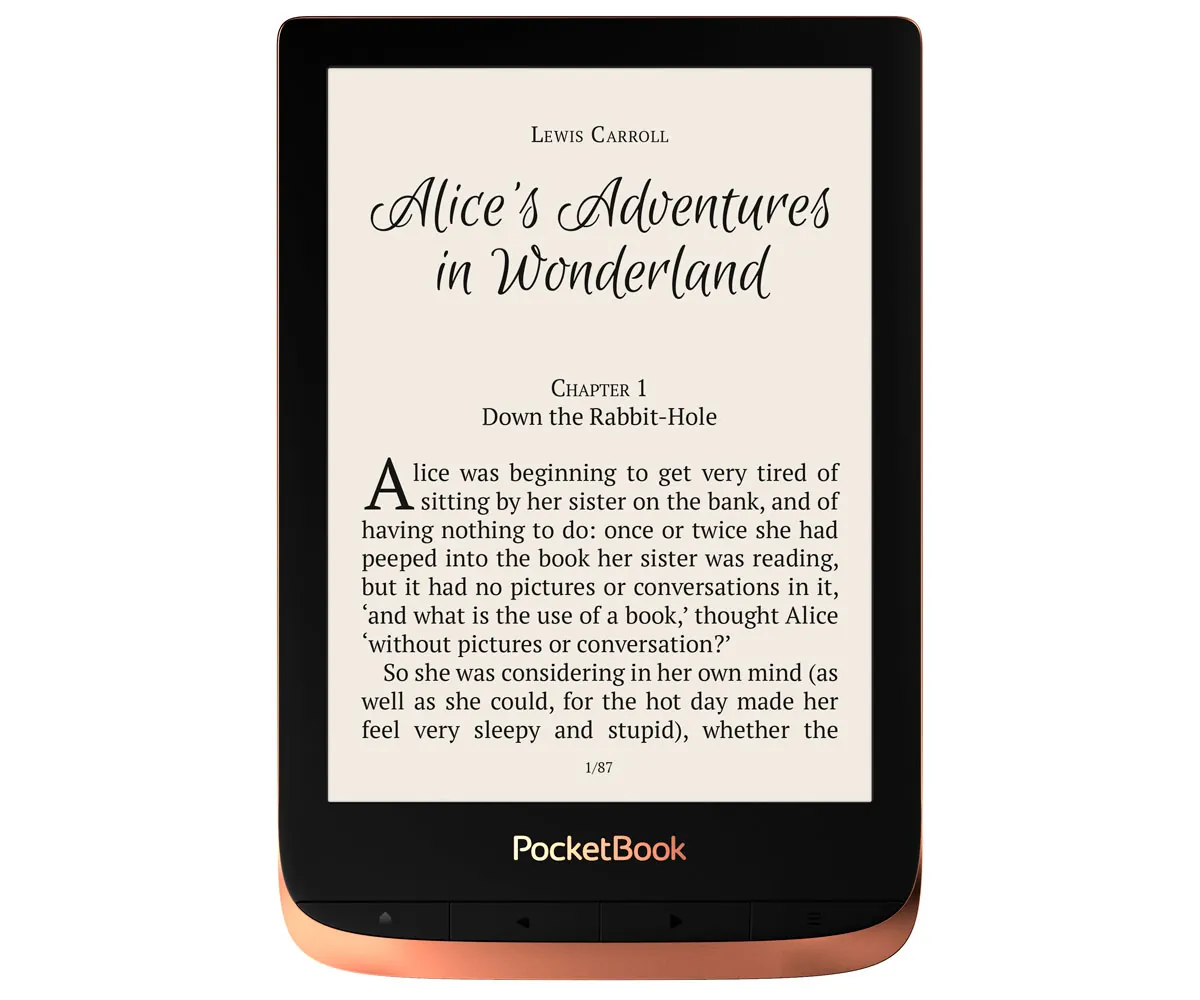 Lewis Carroll
Alice's Adventures
in Wonderland
Chapter 1
Down the Rabbit-Hole
Alice was beginning to get very tired of
sitting by her sister on the bank, and of
having nothing to do: once or twice she had
peeped into the book her sister was reading,
but it had no pictures or conversations in it,
‘and what is the use of a book,’ thought Alice
‘without pictures or conversation?’
So she was considering in her own mind (as
well as she could, for the hot day made her
feel very sleepy and stupid), whether the
1/87
PocketBook